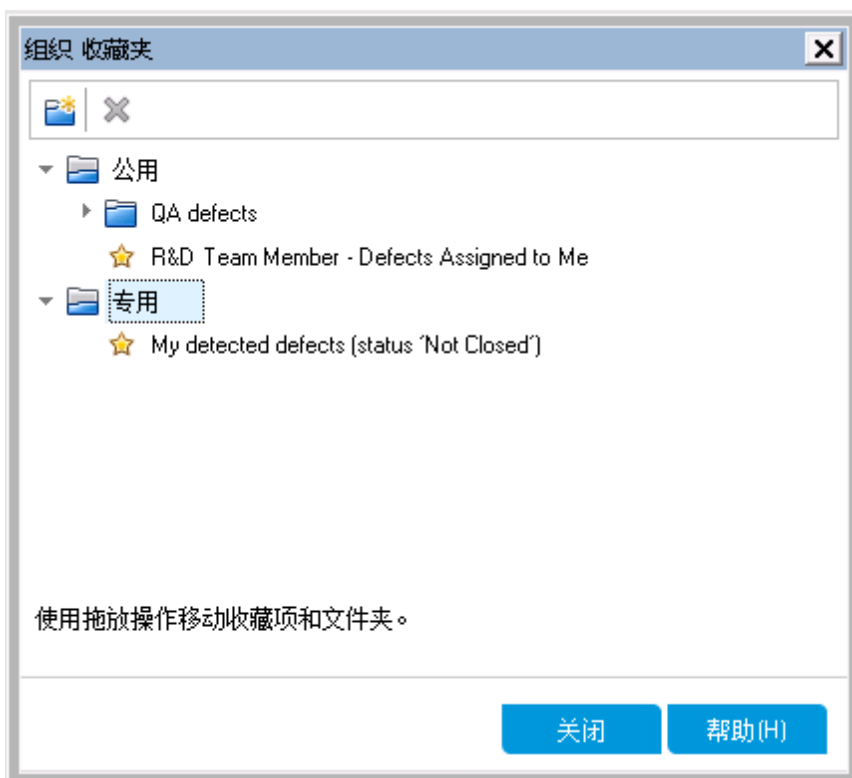 组织 收藏夹
公用
QA defects
R&D Team Member - Defects Assigned to Me
专用
My detected defects (status ´Not Closed´)
使用拖放操作移动收藏项和文件夹。
关闭
帮助(H)